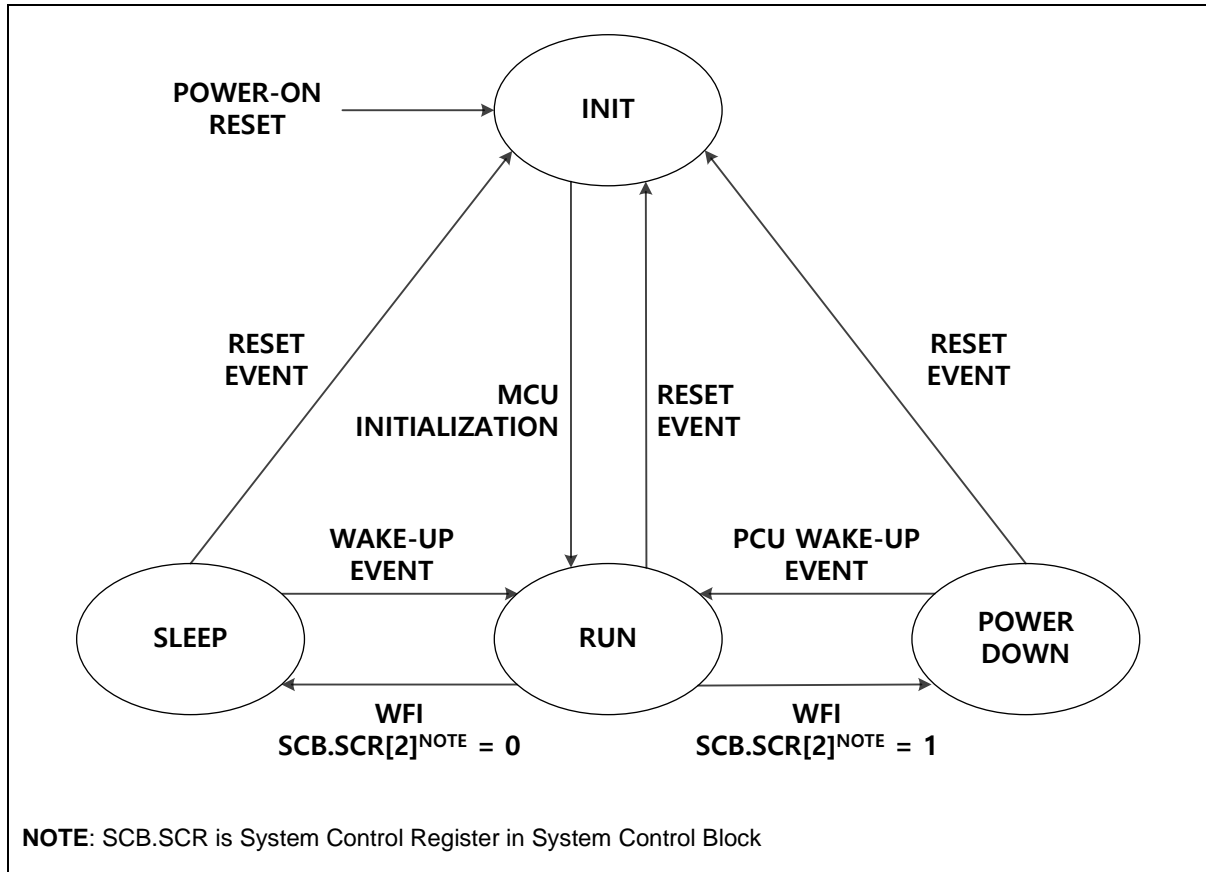 POWER-ON
RESET
INIT
RESET
EVENT
MCU
INITIALIZATION
RESET
EVENT
RESET
EVENT
WAKE-UP
EVENT
PCU WAKE-UP
EVENT
SLEEP
RUN
POWER
DOWN
WFI
SCB.SCR[2]NOTE = 0
WFI
SCB.SCR[2]NOTE = 1
NOTE: SCB.SCR is System Control Register in System Control Block